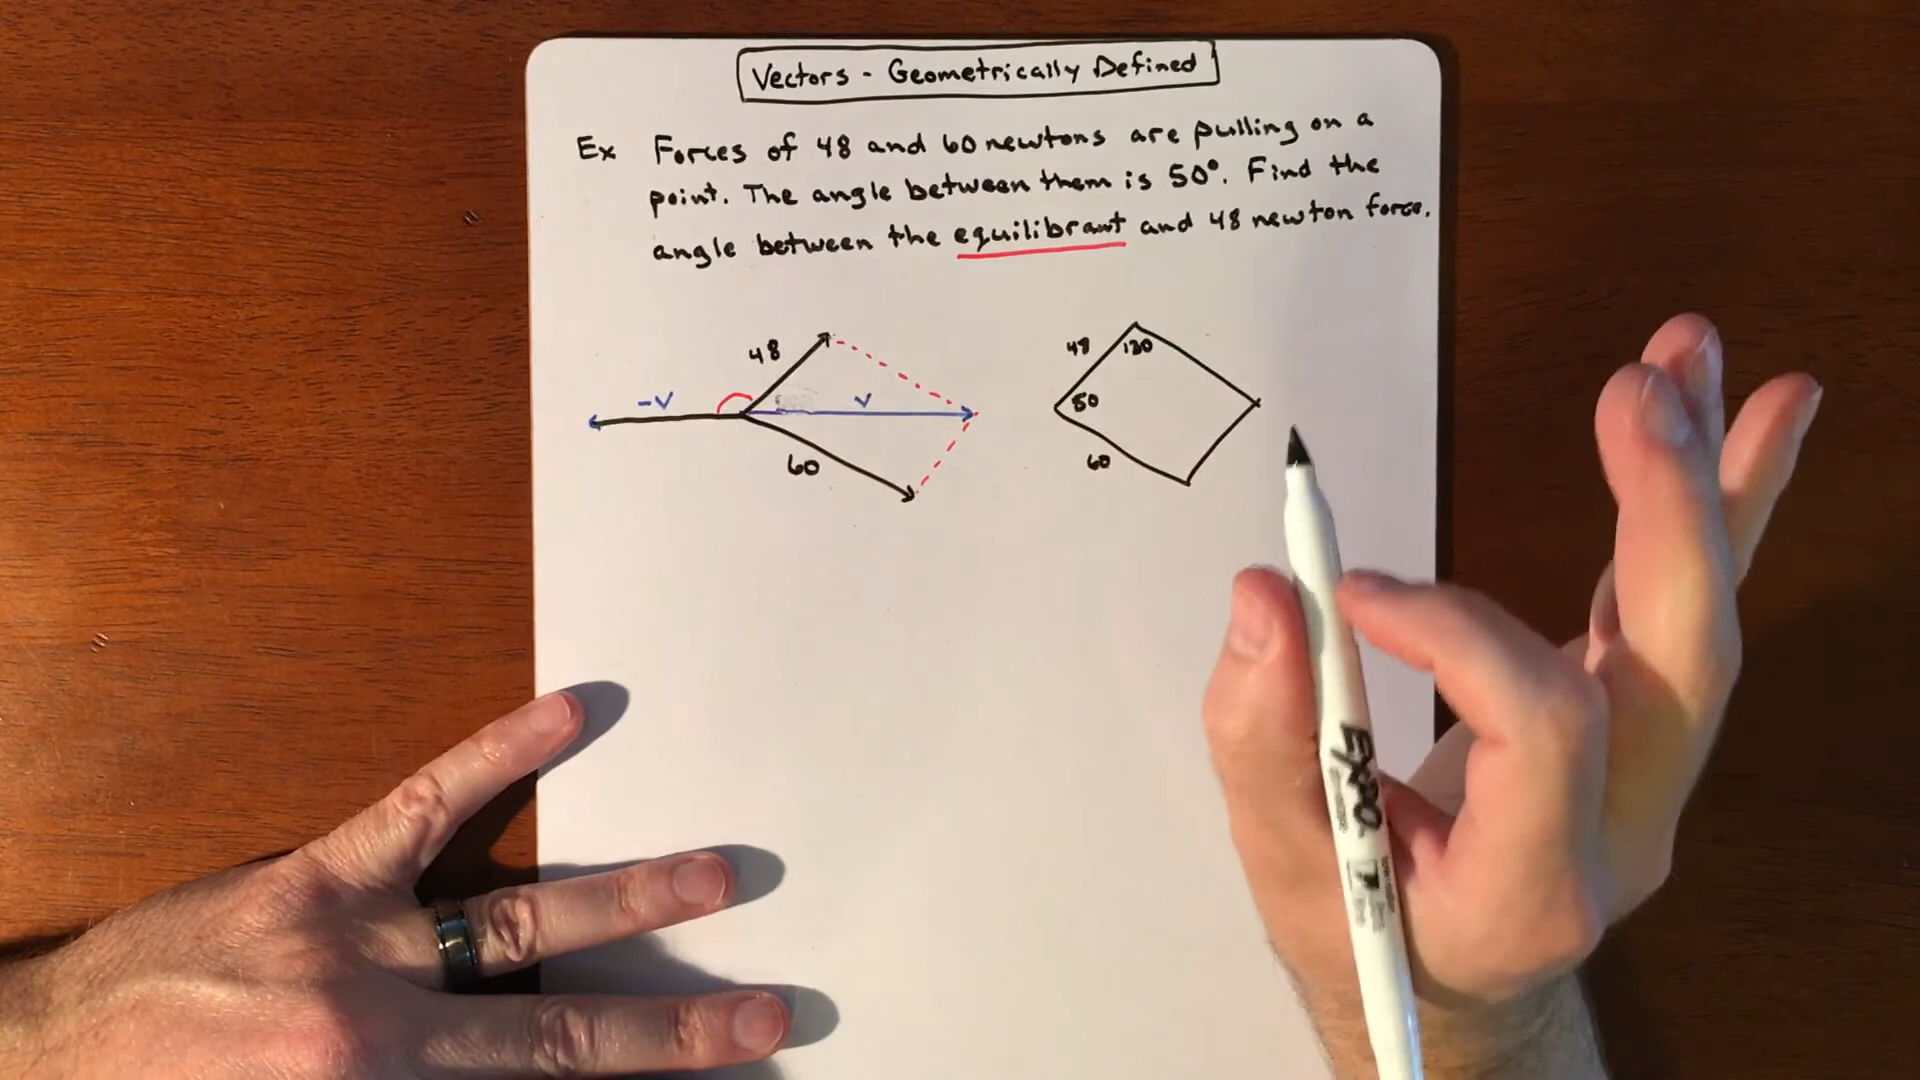 Vectors - Geometrically Defined
Ex Forces of 48 and 60 newtons are pulling on a
point. The angle between them is 50°. Find the
angle between the equilibrant and 48 newton force.
48
-V
V
60
48
130
50
60
EXPO